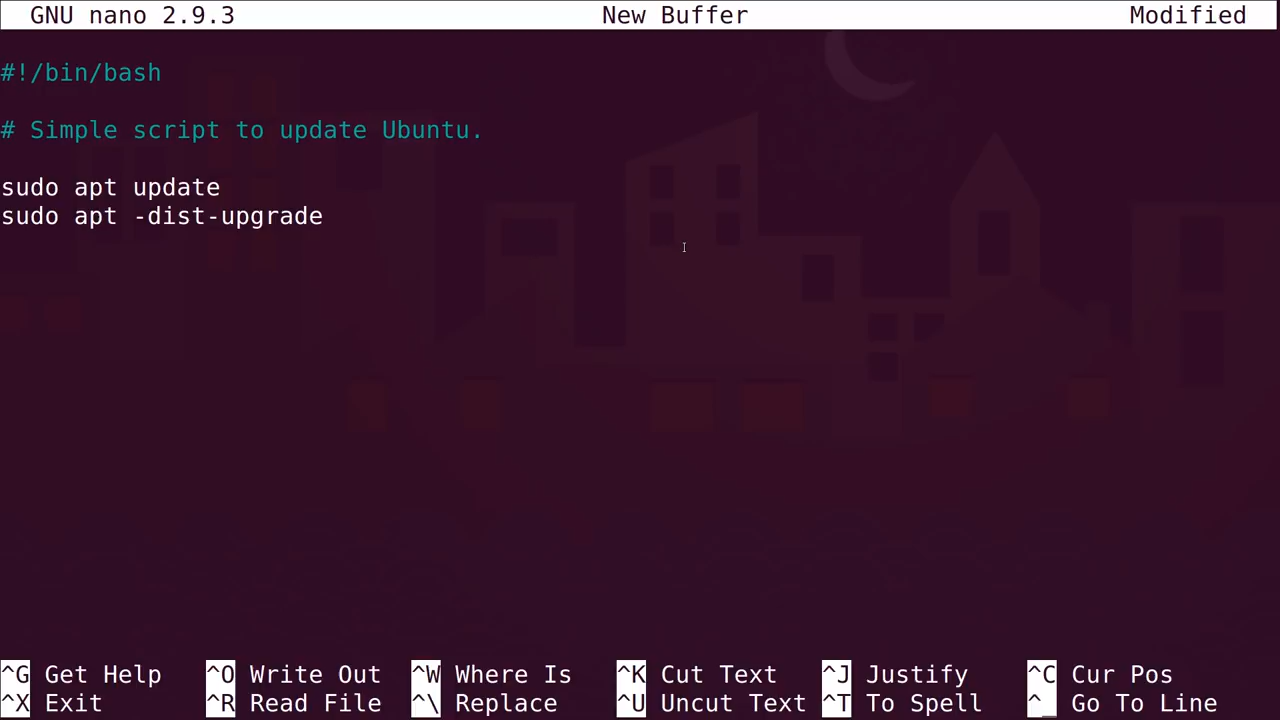 GNU nano 2.9.3 New Buffer Modified
#!/bin/bash
# Simple script to update Ubuntu.
sudo apt update
sudo apt -dist-upgrade
^G Get Help ^O Write Out ^W Where Is ^K Cut Text ^J Justify ^C Cur Pos
^X Exit ^R Read File ^\ Replace ^U Uncut Text ^T To Spell ^_ Go To Line